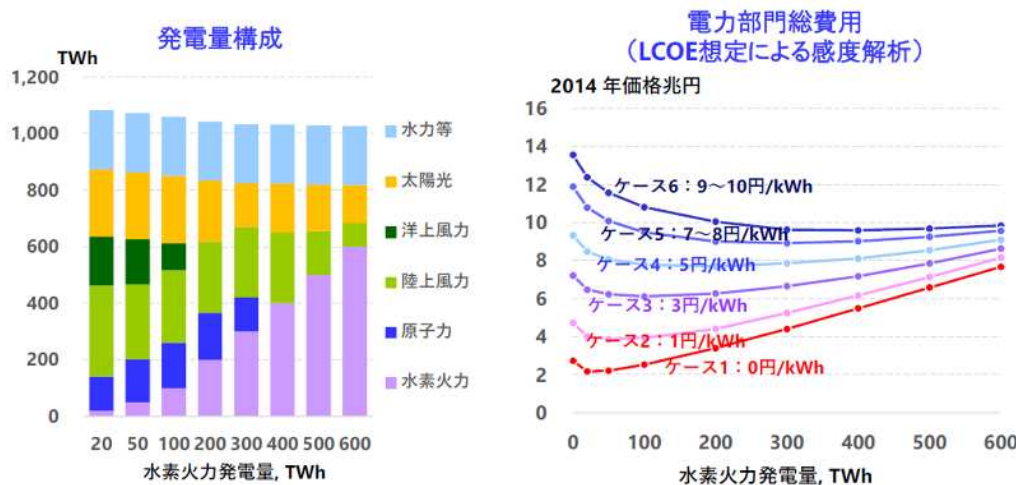 発電量構成
TWh
1,200
1,000
800
600
400
200
0
20 50 100 200 300 400 500 600
水素火力発電量, TWh
水力等
太陽光
洋上風力
陸上風力
原子力
水素火力
電力部門総費用
（LCOE想定による感度解析）
2014 年価格兆円
16
14
12
10
8
6
4
2
0
ケース6：9～10円/kWh
ケース5：7～8円/kWh
ケース4：5円/kWh
ケース3：3円/kWh
ケース2：1円/kWh
ケース1：0円/kWh
0 100 200 300 400 500 600
水素火力発電量, TWh